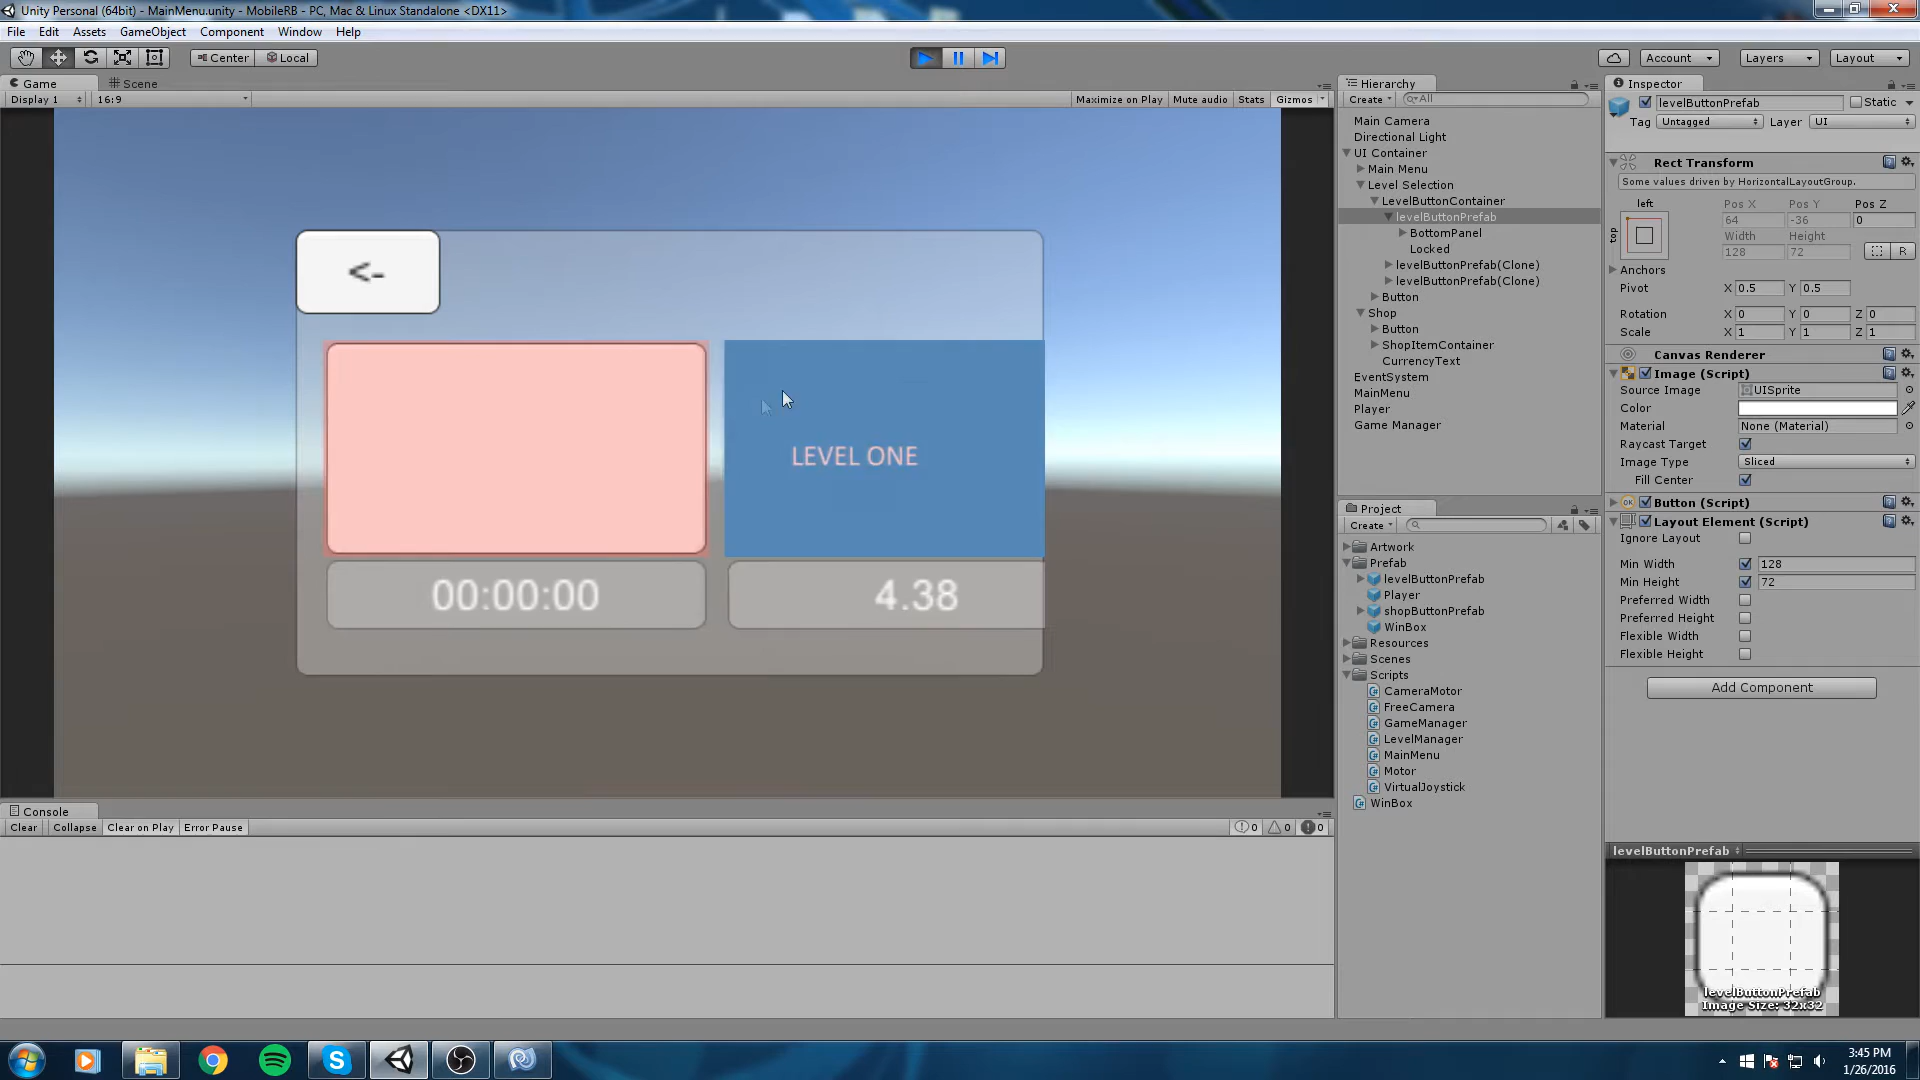 Unity Personal (64bit) - MainMenu.unity - MobileRB - PC, Mac & Linux Standalone <DX11>
File Edit Assets GameObject Component Window Help
Center Local Account Layers Layout
Game Scene
Display 1 16:9 Maximize on Play Mute audio Stats Gizmos
<-
LEVEL ONE
00:00:00 4.38
Console
Clear Collapse Clear on Play Error Pause 0 0 0
Hierarchy
Create All
Main Camera
Directional Light
UI Container
Main Menu
Level Selection
LevelButtonContainer
levelButtonPrefab
BottomPanel
Locked
levelButtonPrefab(Clone)
levelButtonPrefab(Clone)
Button
Shop
Button
ShopItemContainer
CurrencyText
EventSystem
MainMenu
Player
Game Manager
Project
Create
Artwork
Prefab
levelButtonPrefab
Player
shopButtonPrefab
WinBox
Resources
Scenes
Scripts
CameraMotor
FreeCamera
GameManager
LevelManager
MainMenu
Motor
VirtualJoystick
WinBox
Inspector
levelButtonPrefab Static
Tag Untagged Layer UI
Rect Transform
Some values driven by HorizontalLayoutGroup.
left Pos X Pos Y Pos Z
top 64 -36 0
Width Height
128 72 R
Anchors
Pivot X 0.5 Y 0.5
Rotation X 0 Y 0 Z 0
Scale X 1 Y 1 Z 1
Canvas Renderer
Image (Script)
Source Image UISprite
Color
Material None (Material)
Raycast Target
Image Type Sliced
Fill Center
OK Button (Script)
Layout Element (Script)
Ignore Layout
Min Width 128
Min Height 72
Preferred Width
Preferred Height
Flexible Width
Flexible Height
Add Component
levelButtonPrefab
levelButtonPrefab
Image Size: 32x32
3:45 PM
1/26/2016